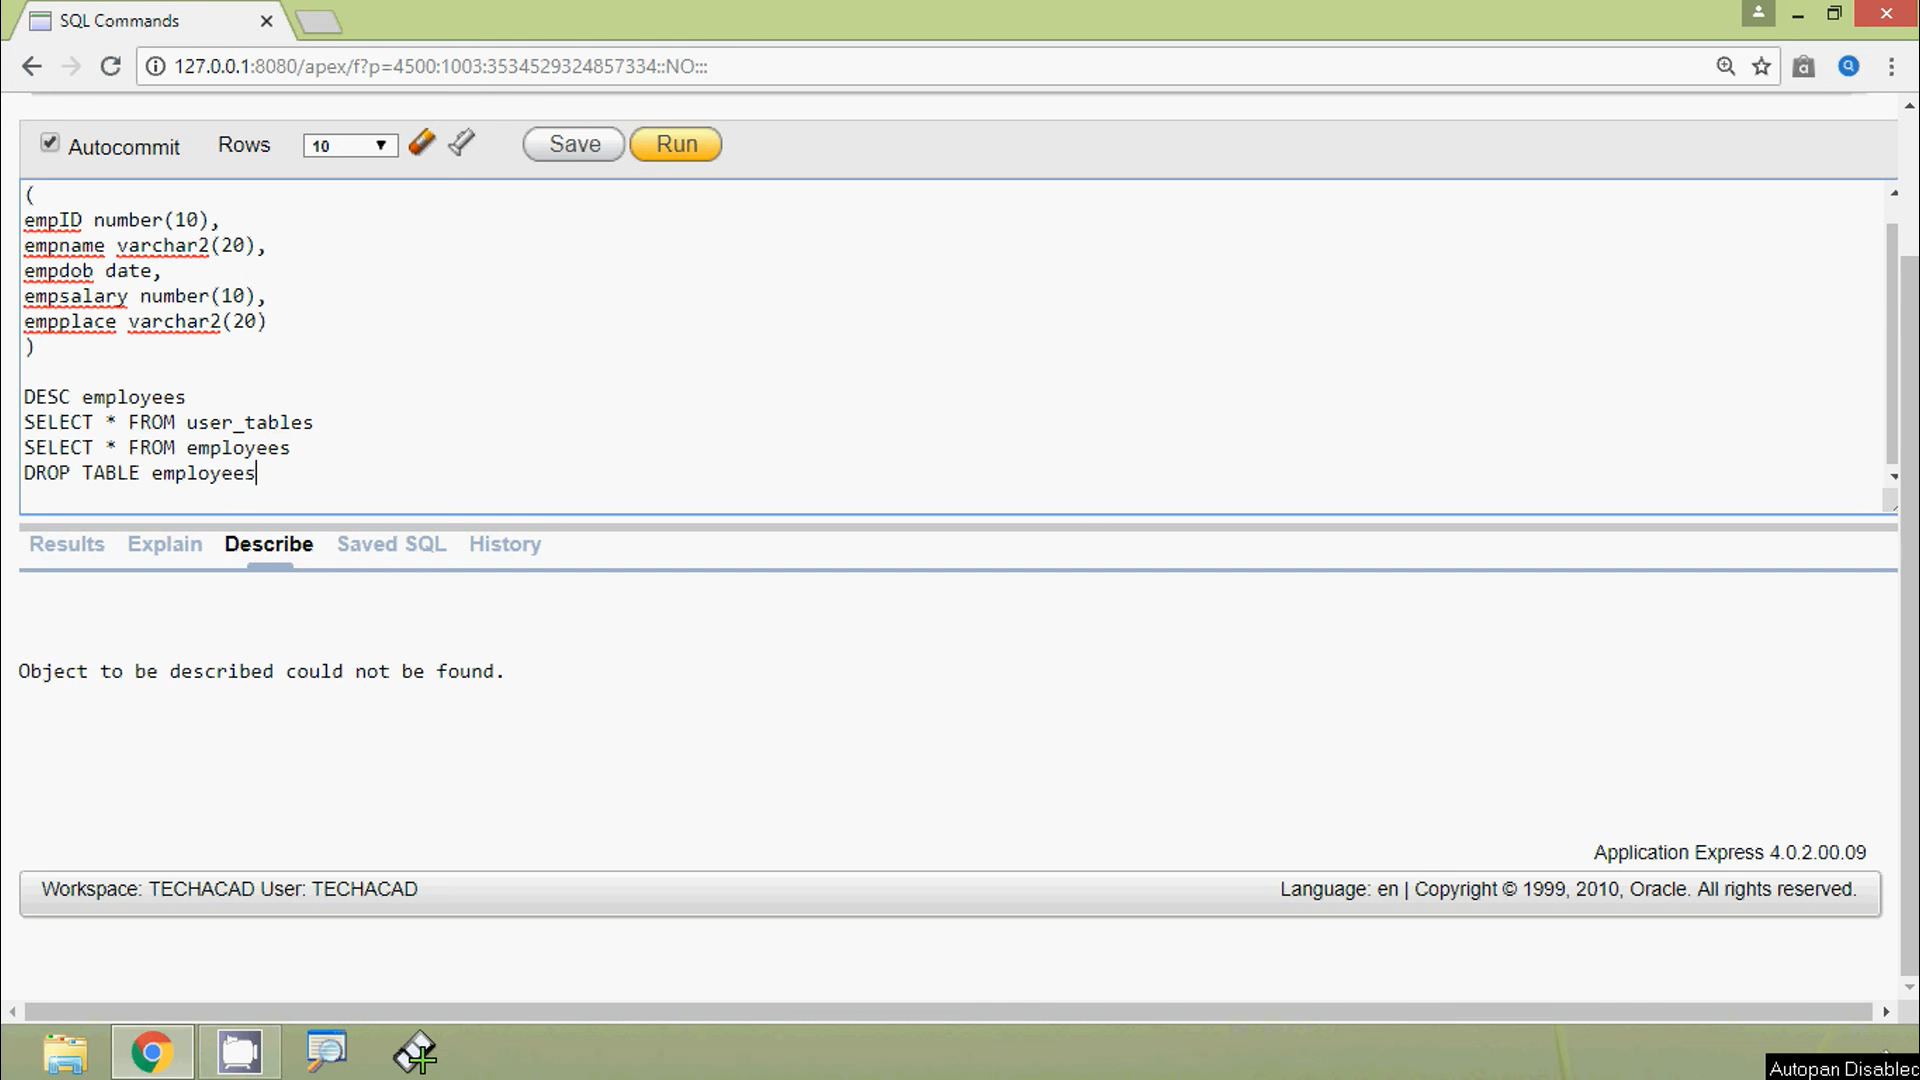 SQL Commands
127.0.0.1:8080/apex/f?p=4500:1003:3534529324857334::NO:::
Autocommit Rows 10 Save Run
(
empID number(10),
empname varchar2(20),
empdob date,
empsalary number(10),
empplace varchar2(20)
)
DESC employees
SELECT * FROM user_tables
SELECT * FROM employees
DROP TABLE employees
Results Explain Describe Saved SQL History
Object to be described could not be found.
Application Express 4.0.2.00.09
Workspace: TECHACAD User: TECHACAD
Language: en | Copyright © 1999, 2010, Oracle. All rights reserved.
Autopan Disabled